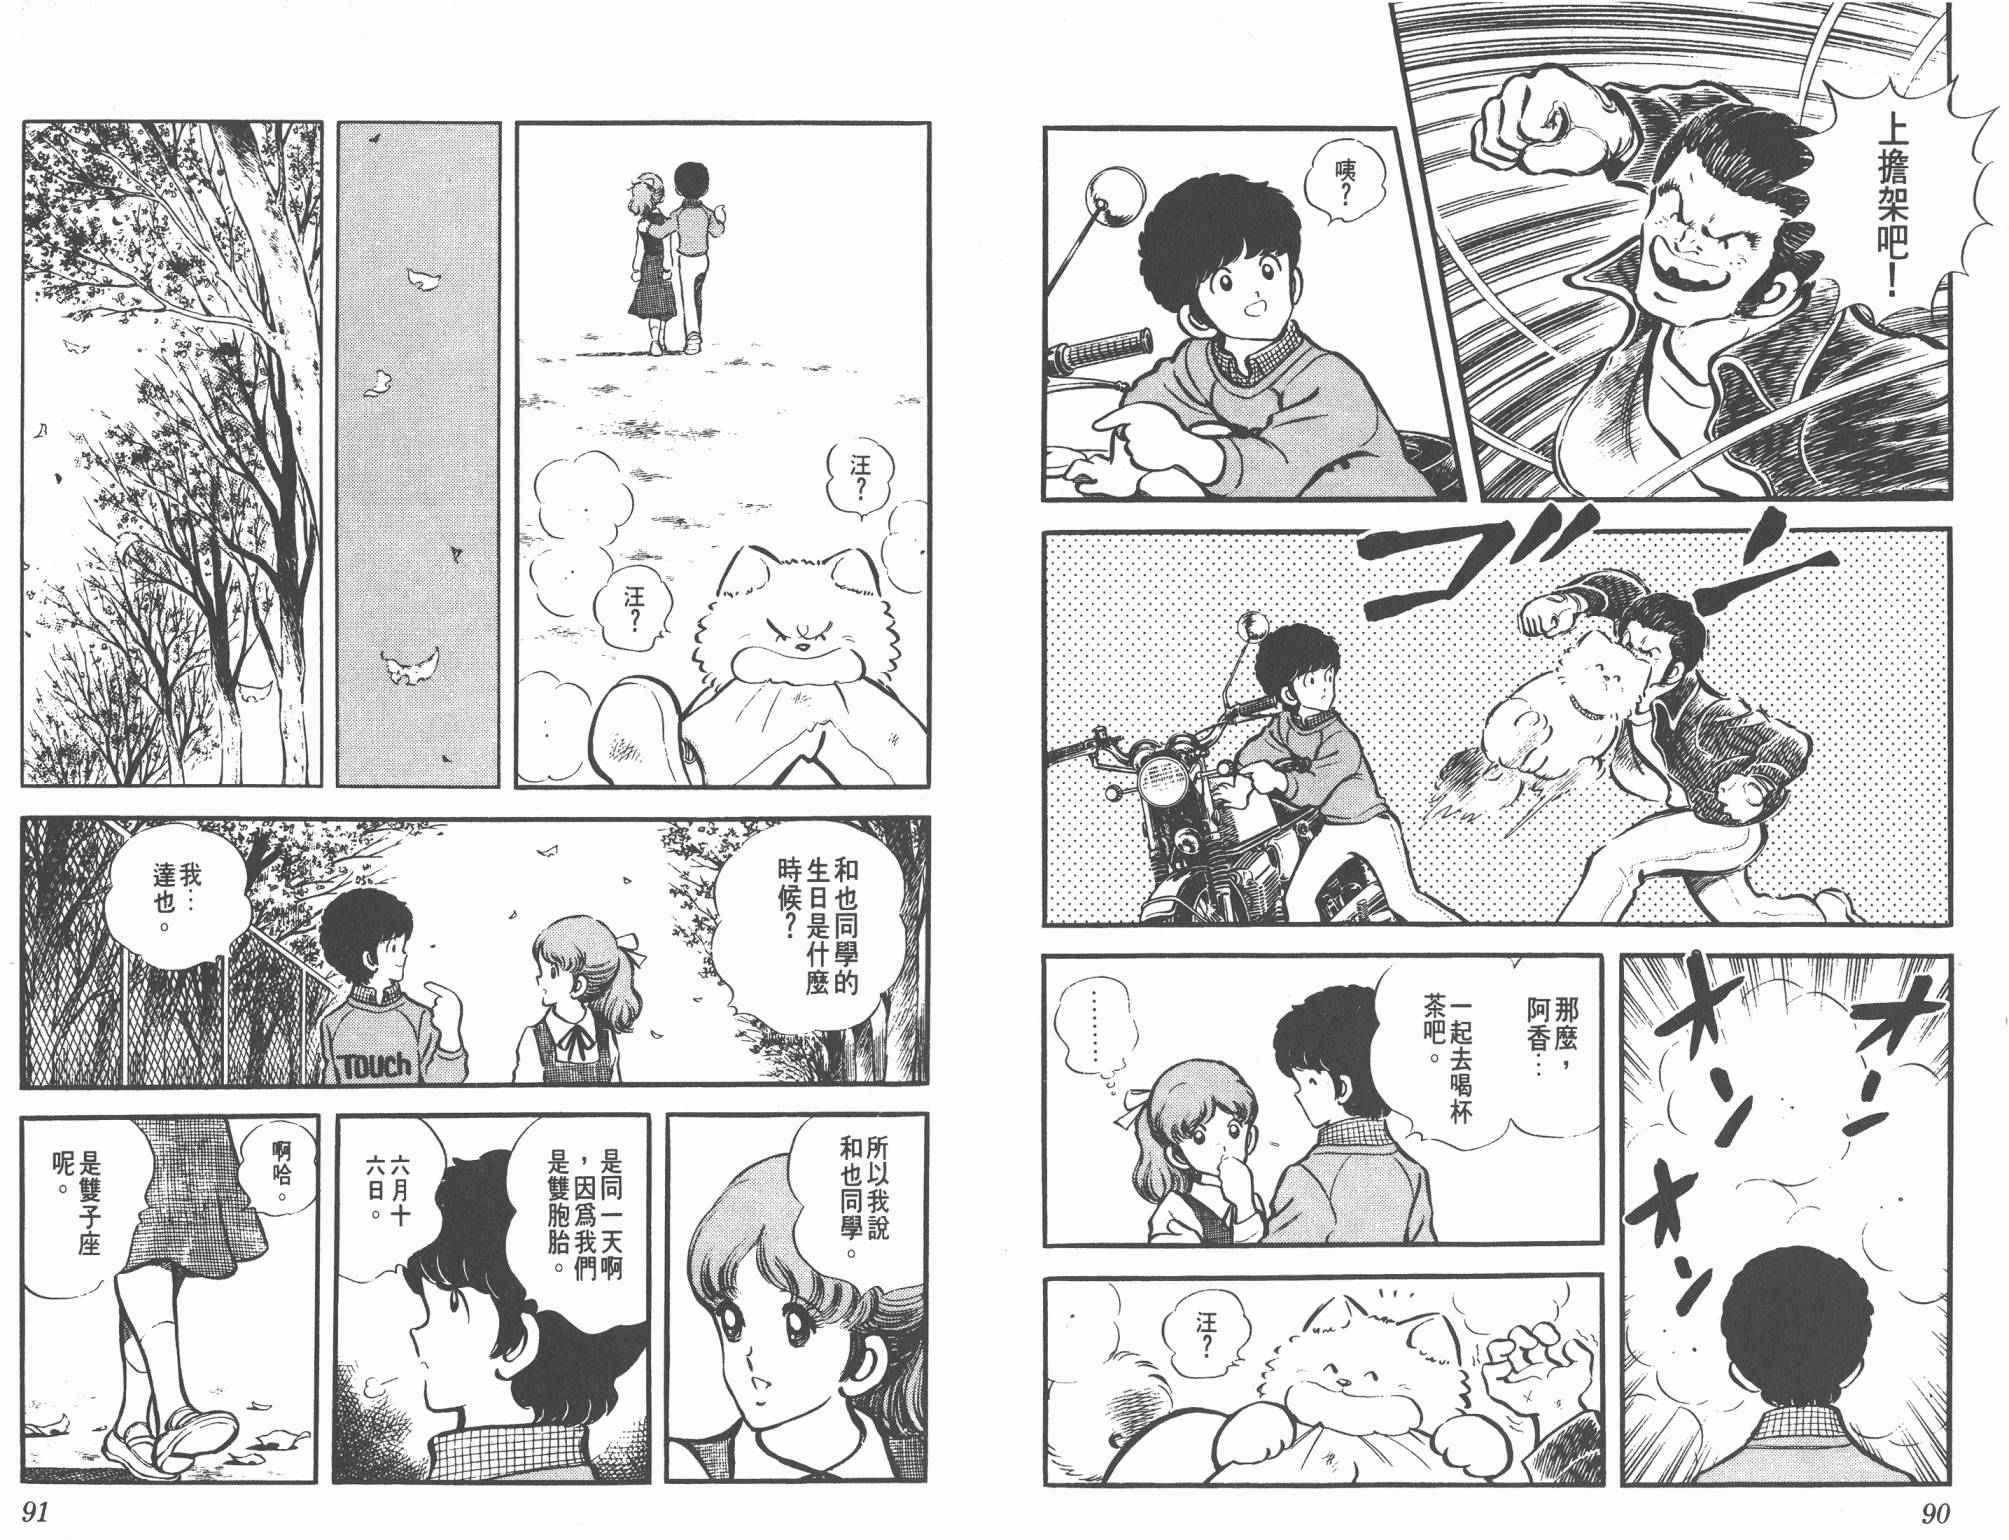 上擔架吧！
咦？
ゴッ
オン
オン
オン
那麼，
阿香…
一起去喝杯
茶吧。
………
汪？
90
汪？
汪？
和也同學的
生日是什麼
時候？
我…
達也。
TOUCH
所以我說
和也同學。
是同一天啊
，因爲我們
是雙胞胎。
六月十
六日。
啊哈。
是雙子座
呢。
91